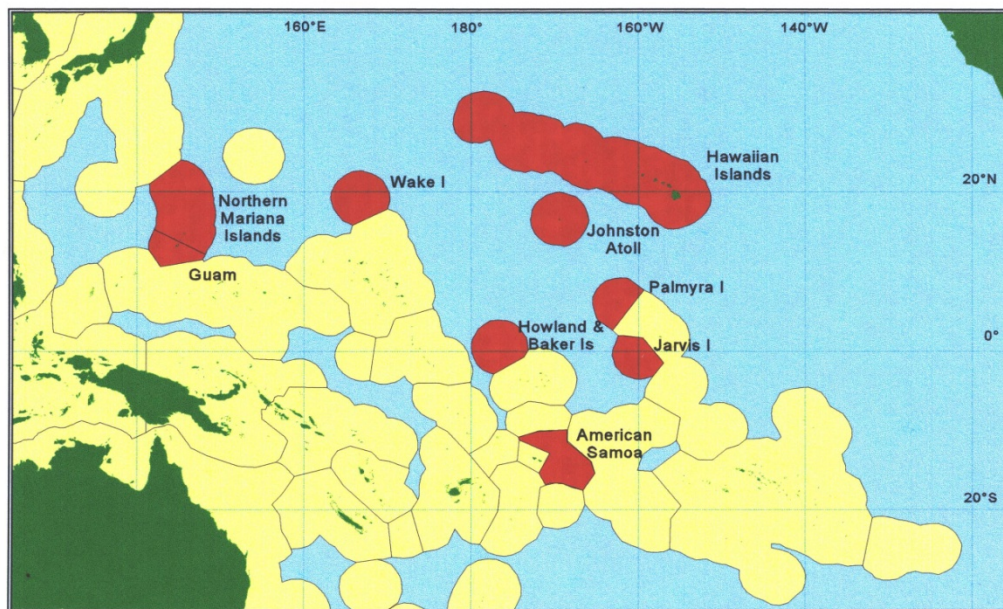 160°E
180°
160°W
140°W
Hawaiian
Islands
20°N
Wake I
Northern
Mariana
Islands
Johnston
Atoll
Guam
Palmyra I
Howland &
Baker Is
Jarvis I
0°
American
Samoa
20°S